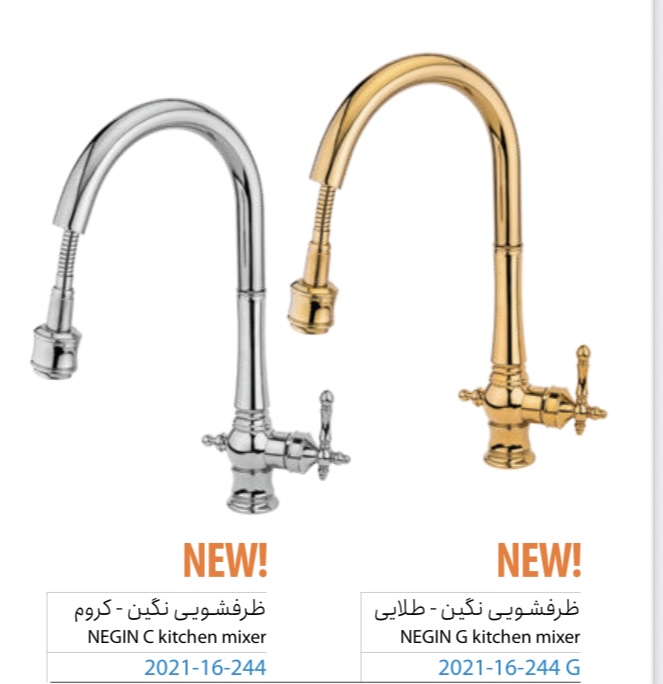 NEW!
ظرفشویی نگین - کروم
NEGIN C kitchen mixer
2021-16-244
NEW!
ظرفشویی نگین - طلایی
NEGIN G kitchen mixer
2021-16-244 G